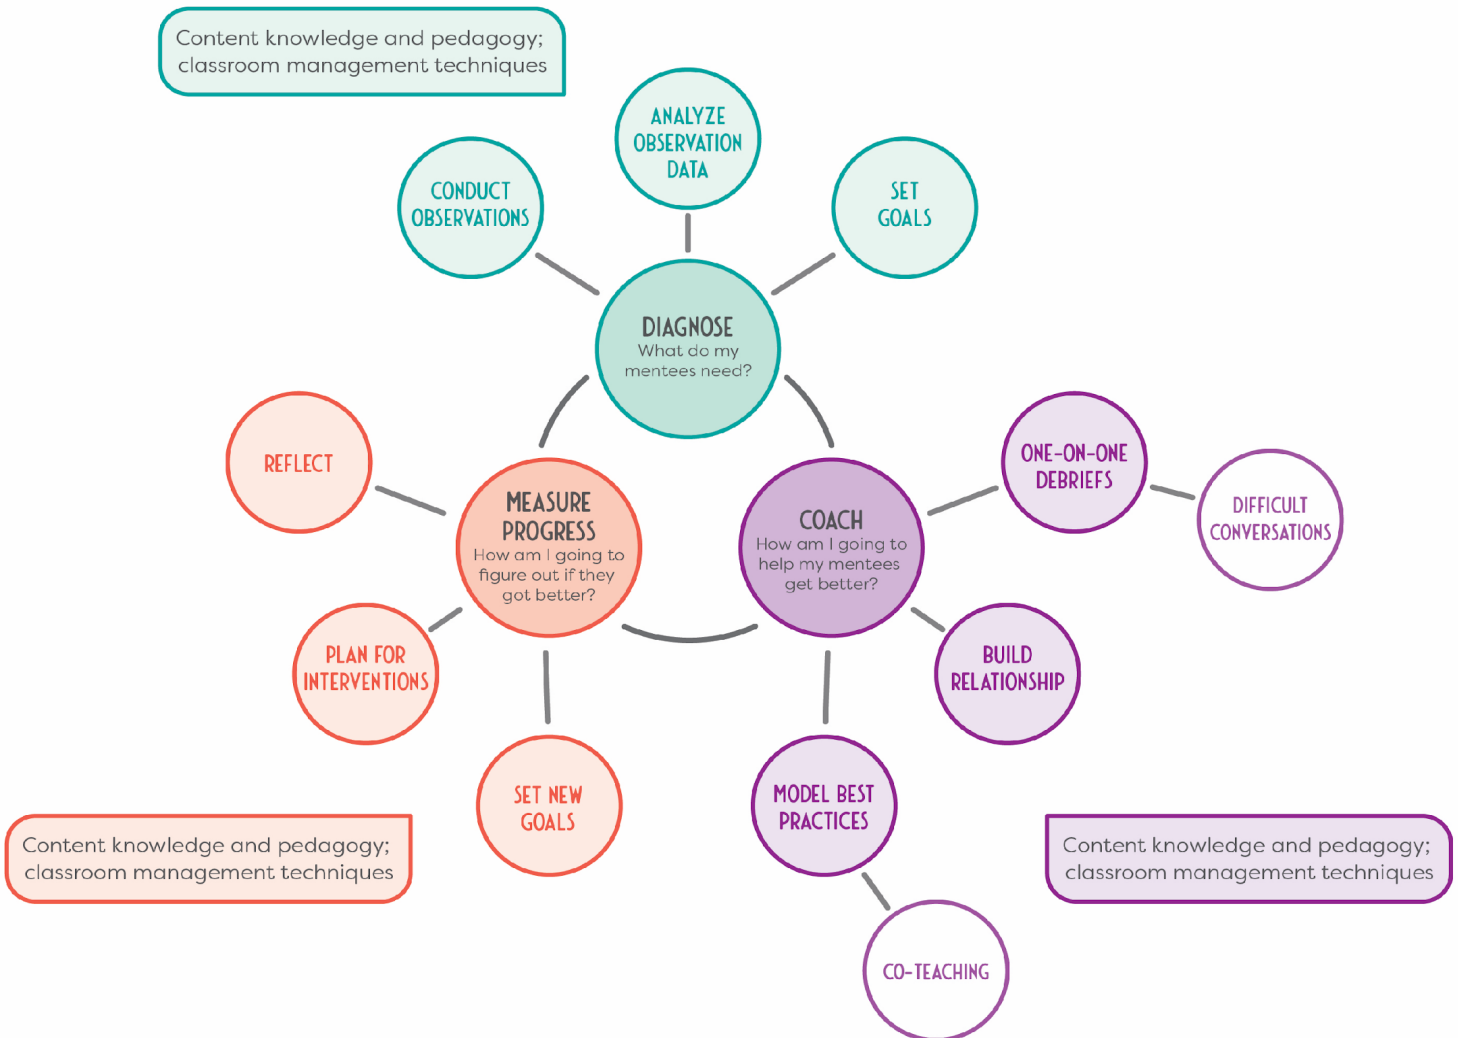 Content knowledge and pedagogy;
classroom management techniques
ANALYZE
OBSERVATION
DATA
CONDUCT
OBSERVATIONS
SET
GOALS
DIAGNOSE
What do my
mentees need?
REFLECT
MEASURE
PROGRESS
How am I going to
figure out if they
got better?
COACH
How am I going to
help my mentees
get better?
ONE-ON-ONE
DEBRIEFS
DIFFICULT
CONVERSATIONS
PLAN FOR
INTERVENTIONS
BUILD
RELATIONSHIP
SET NEW
GOALS
MODEL BEST
PRACTICES
Content knowledge and pedagogy;
classroom management techniques
Content knowledge and pedagogy;
classroom management techniques
CO-TEACHING